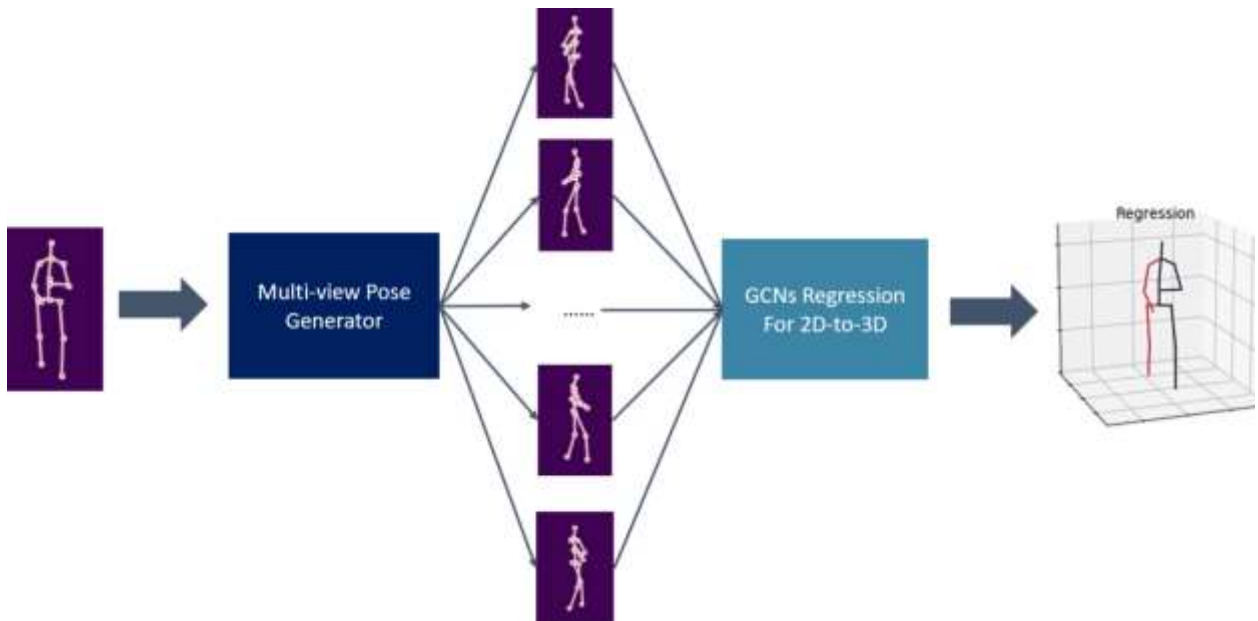 Multi-view Pose
Generator
......
GCNs Regression
For 2D-to-3D
Regression